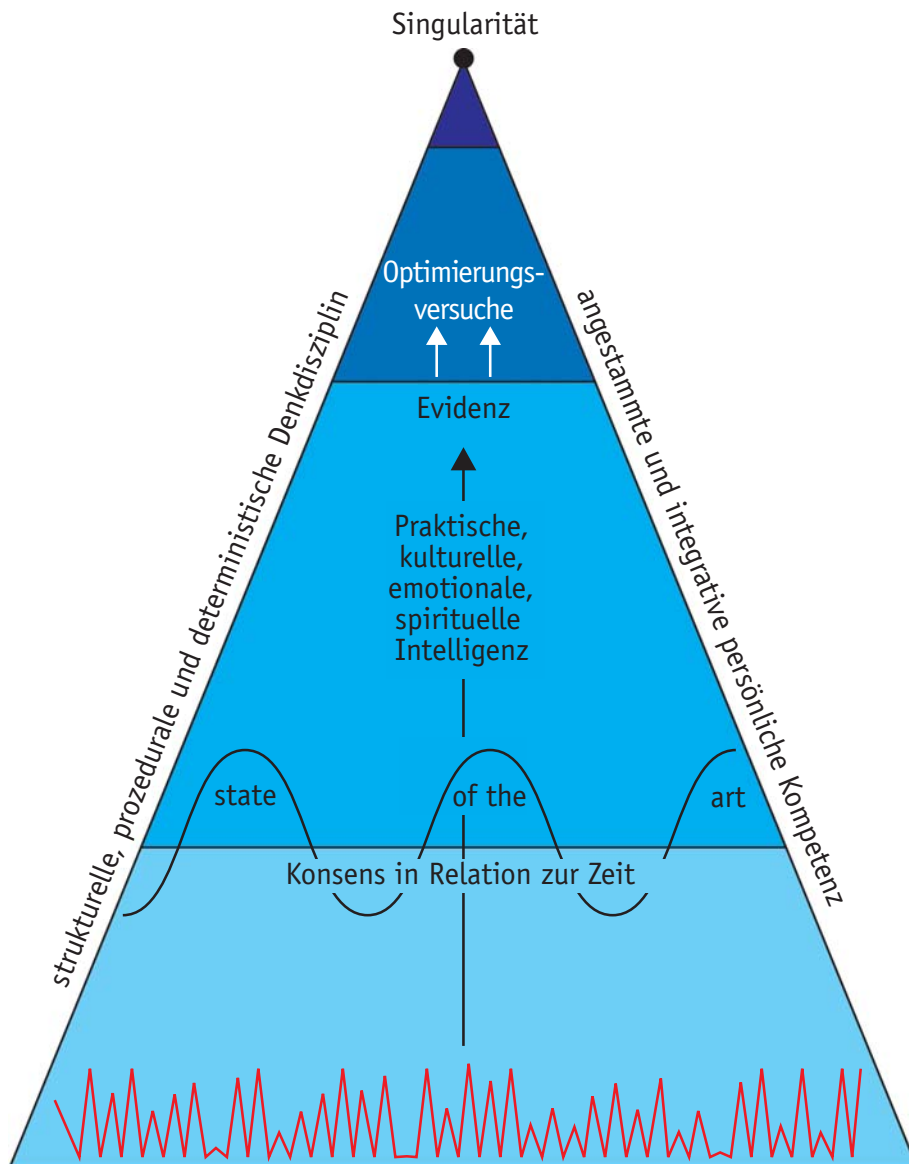 Singularität
Optimierungs-
versuche
Evidenz
Praktische,
kulturelle,
emotionale,
spirituelle
Intelligenz
state of the art
Konsens in Relation zur Zeit
strukturelle, prozedurale und deterministische Denkdisziplin
angestammte und integrative persönliche Kompetenz